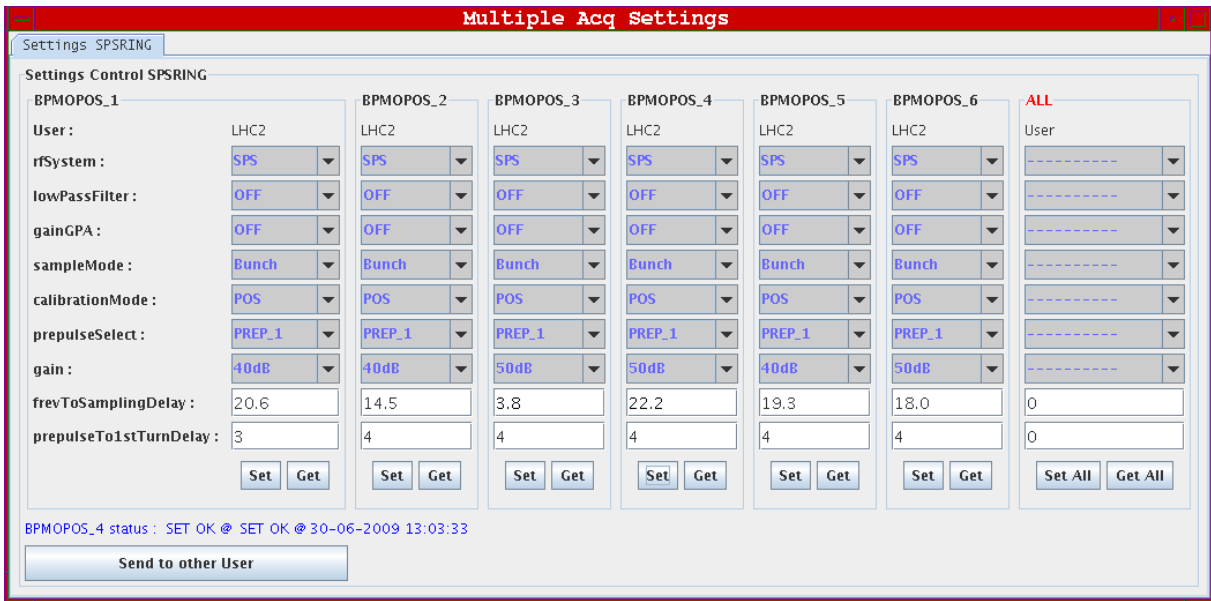 Multiple Acq Settings
Settings SPSRING
Settings Control SPSRING
BPMOPOS_1 BPMOPOS_2 BPMOPOS_3 BPMOPOS_4 BPMOPOS_5 BPMOPOS_6 ALL
User : LHC2 LHC2 LHC2 LHC2 LHC2 LHC2 User
rfSystem : SPS SPS SPS SPS SPS SPS ----------
lowPassFilter : OFF OFF OFF OFF OFF OFF ----------
gainGPA : OFF OFF OFF OFF OFF OFF ----------
sampleMode : Bunch Bunch Bunch Bunch Bunch Bunch ----------
calibrationMode : POS POS POS POS POS POS ----------
prepulseSelect : PREP_1 PREP_1 PREP_1 PREP_1 PREP_1 PREP_1 ----------
gain : 40dB 40dB 50dB 50dB 40dB 50dB ----------
frevToSamplingDelay : 20.6 14.5 3.8 22.2 19.3 18.0 0
prepulseTo1stTurnDelay : 3 4 4 4 4 4 0
Set Get Set Get Set Get Set Get Set Get Set Get Set All Get All
BPMOPOS_4 status : SET OK @ SET OK @ 30-06-2009 13:03:33
Send to other User